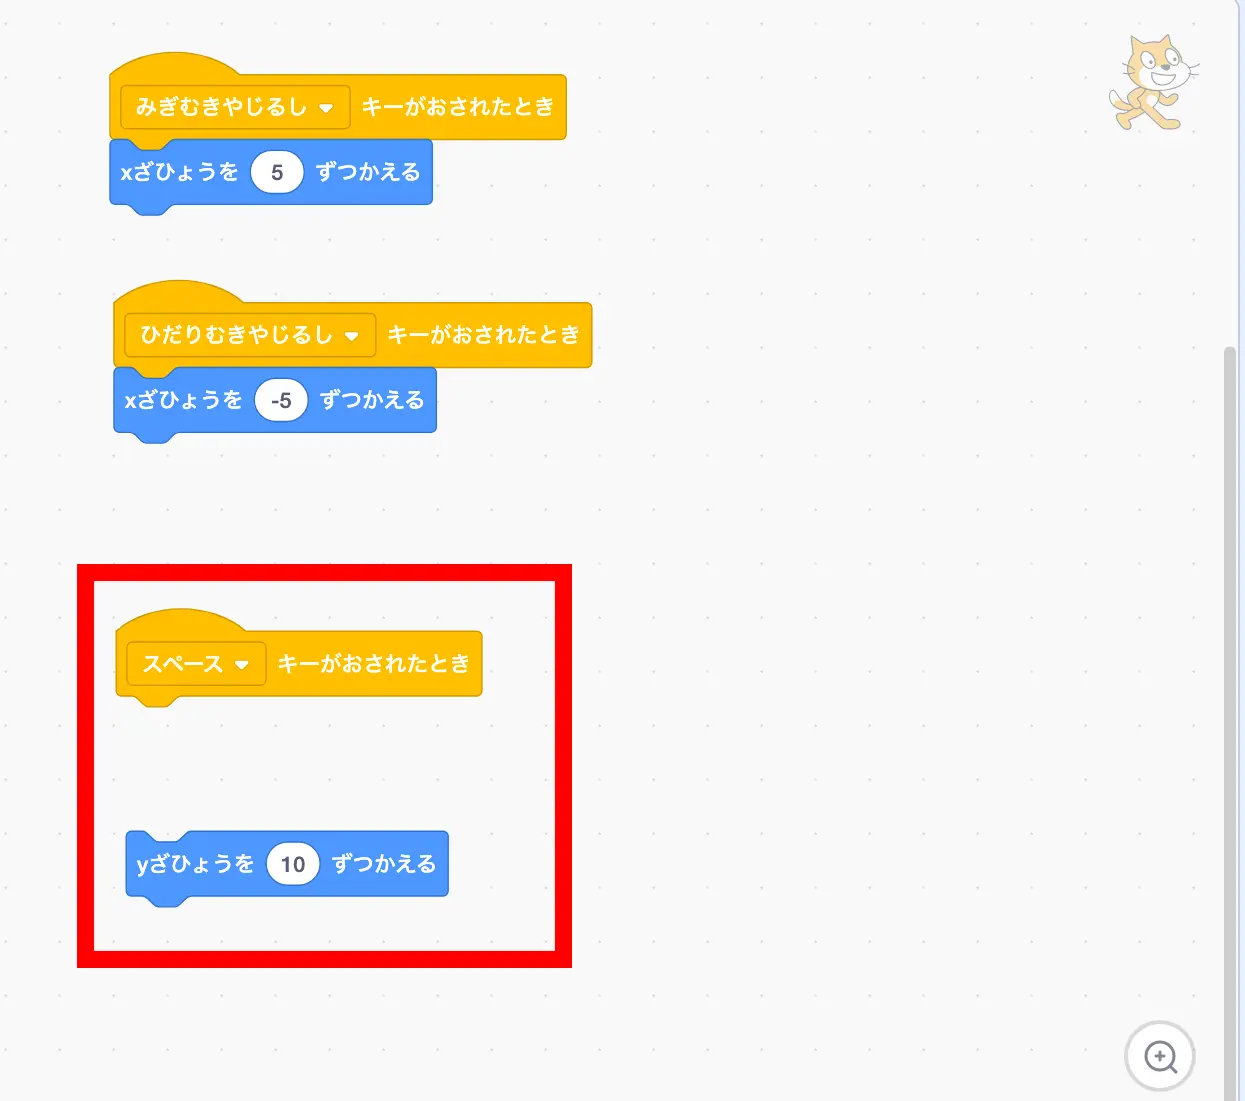 みぎむきやじるし キーがおされたとき
xざひょうを 5 ずつかえる
ひだりむきやじるし キーがおされたとき
xざひょうを -5 ずつかえる
スペース キーがおされたとき
yざひょうを 10 ずつかえる